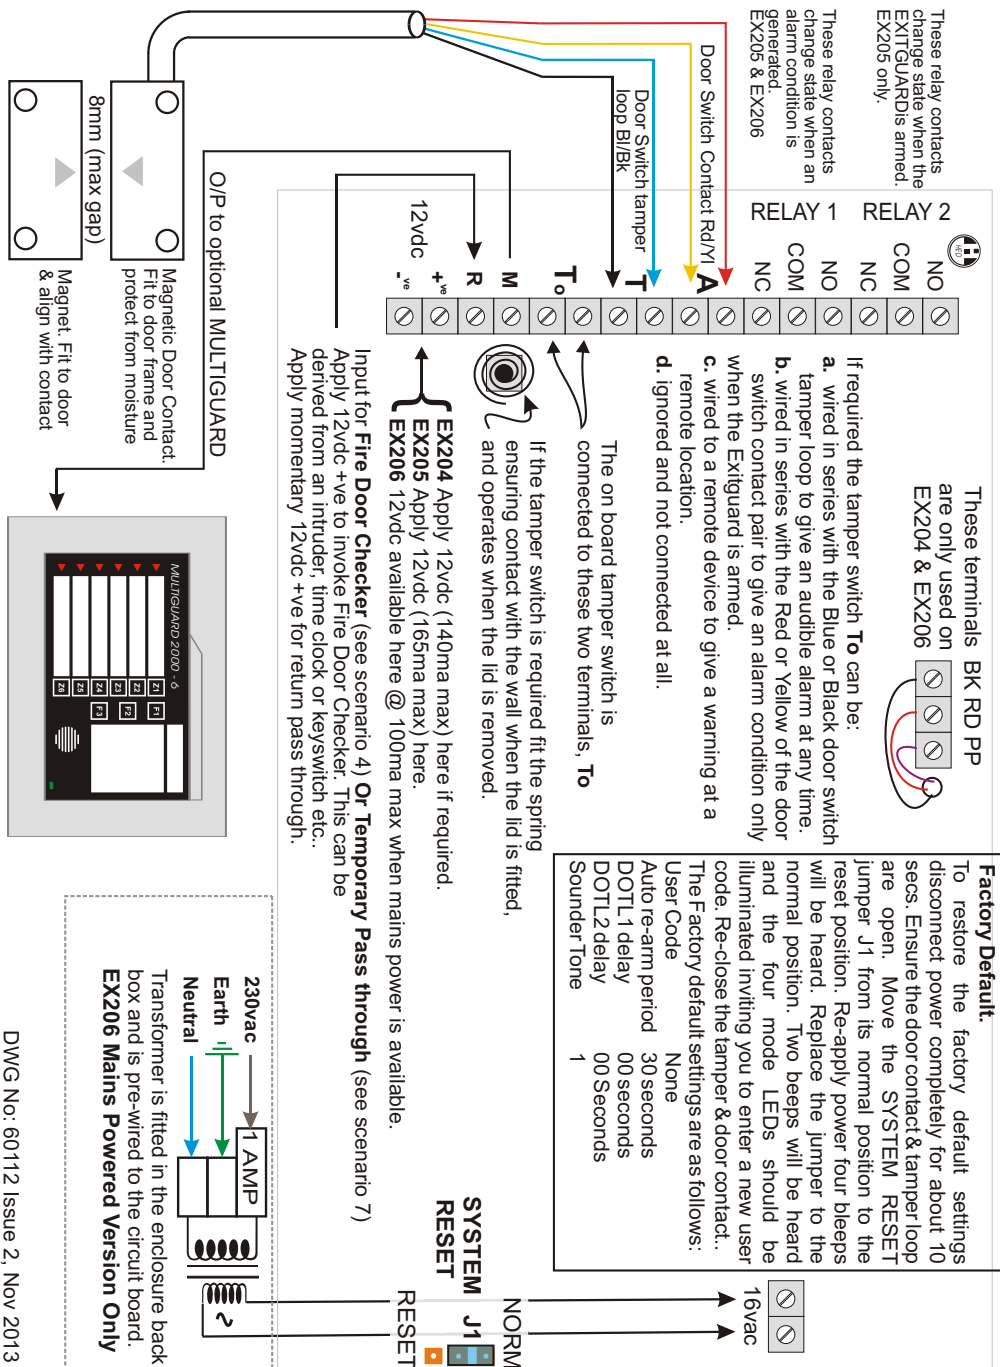 These relay contacts
change state when the
EXITGUARDis armed.
EX205 only.
These relay contacts
change state when an
alarm condition is
generated.
EX205 & EX206
RELAY 2
RELAY 1
NO
COM
NC
NO
COM
NC
HED
Door Switch Contact Rd/Yl
A
Door Switch tamper
loop Bl/Bk
T
To
M
R
12vdc
+ve
-ve
8mm (max gap)
Magnetic Door Contact.
Fit to door frame and
protect from moisture
Magnet. Fit to door
& align with contact
O/P to optional MULTIGUARD
These terminals
are only used on
EX204 & EX206
BK RD PP
If required the tamper switch To can be:
a. wired in series with the Blue or Black door switch
tamper loop to give an audible alarm at any time.
b. wired in series with the Red or Yellow of the door
switch contact pair to give an alarm condition only
when the Exitguard is armed.
c. wired to a remote device to give a warning at a
remote location.
d. ignored and not connected at all.
The on board tamper switch is
connected to these two terminals, To
If the tamper switch is required fit the spring
ensuring contact with the wall when the lid is fitted,
and operates when the lid is removed.
EX204 Apply 12vdc (140ma max) here if required.
EX205 Apply 12vdc (165ma max) here.
EX206 12vdc available here @ 100ma max when mains power is available.
Input for Fire Door Checker (see scenario 4) Or Temporary Pass through (see scenario 7)
Apply 12vdc +ve to invoke Fire Door Checker. This can be
derived from an intruder, time clock or keyswitch etc..
Apply momentary 12vdc +ve for return pass through.
MULTIGUARD 2000 - 6
Z1
Z2
Z3
Z4
Z5
Z6
F1
F2
F3
Factory Default.
To restore the factory default settings
disconnect power completely for about 10
secs. Ensure the door contact & tamper loop
are open. Move the SYSTEM RESET
jumper J1 from its normal position to the
reset position. Re-apply power four bleeps
will be heard. Replace the jumper to the
normal position. Two beeps will be heard
and the four mode LEDs should be
illuminated inviting you to enter a new user
code. Re-close the tamper & door contact..
The Factory default settings are as follows:
User Code None
Auto re-arm period 30 seconds
DOTL1 delay 00 seconds
DOTL2 delay 00 Seconds
Sounder Tone 1
16vac
SYSTEM
RESET
J1
NORM
RESET
230vac
Earth
Neutral
1 AMP
~
Transformer is fitted in the enclosure back
box and is pre-wired to the circuit board.
EX206 Mains Powered Version Only
DWG No: 60112 Issue 2, Nov 2013